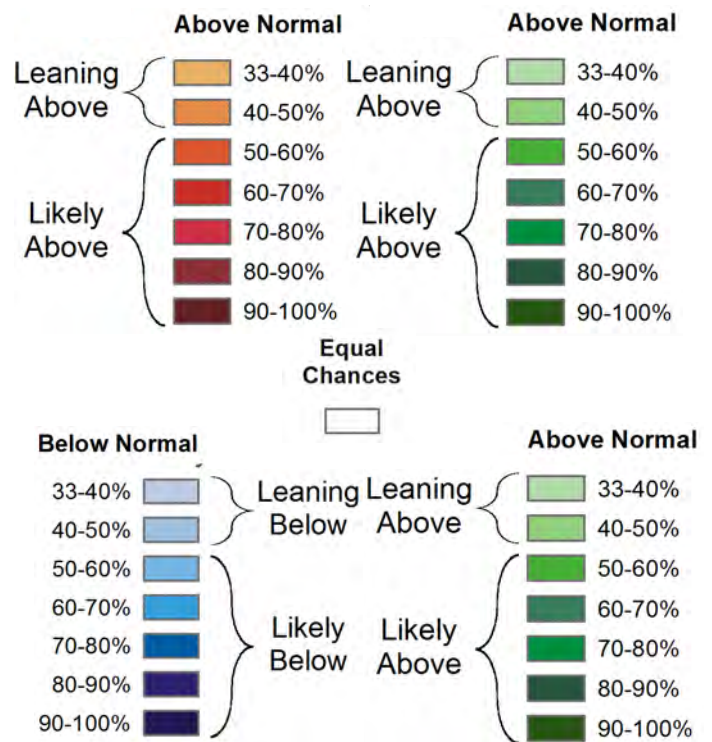 Above Normal
Leaning
Above
33-40%
40-50%
Likely
Above
50-60%
60-70%
70-80%
80-90%
90-100%
Above Normal
Leaning
Above
33-40%
40-50%
Likely
Above
50-60%
60-70%
70-80%
80-90%
90-100%
Equal
Chances
Below Normal
33-40%
40-50%
Leaning
Below
50-60%
60-70%
70-80%
80-90%
90-100%
Likely
Below
Above Normal
Leaning
Above
33-40%
40-50%
Likely
Above
50-60%
60-70%
70-80%
80-90%
90-100%